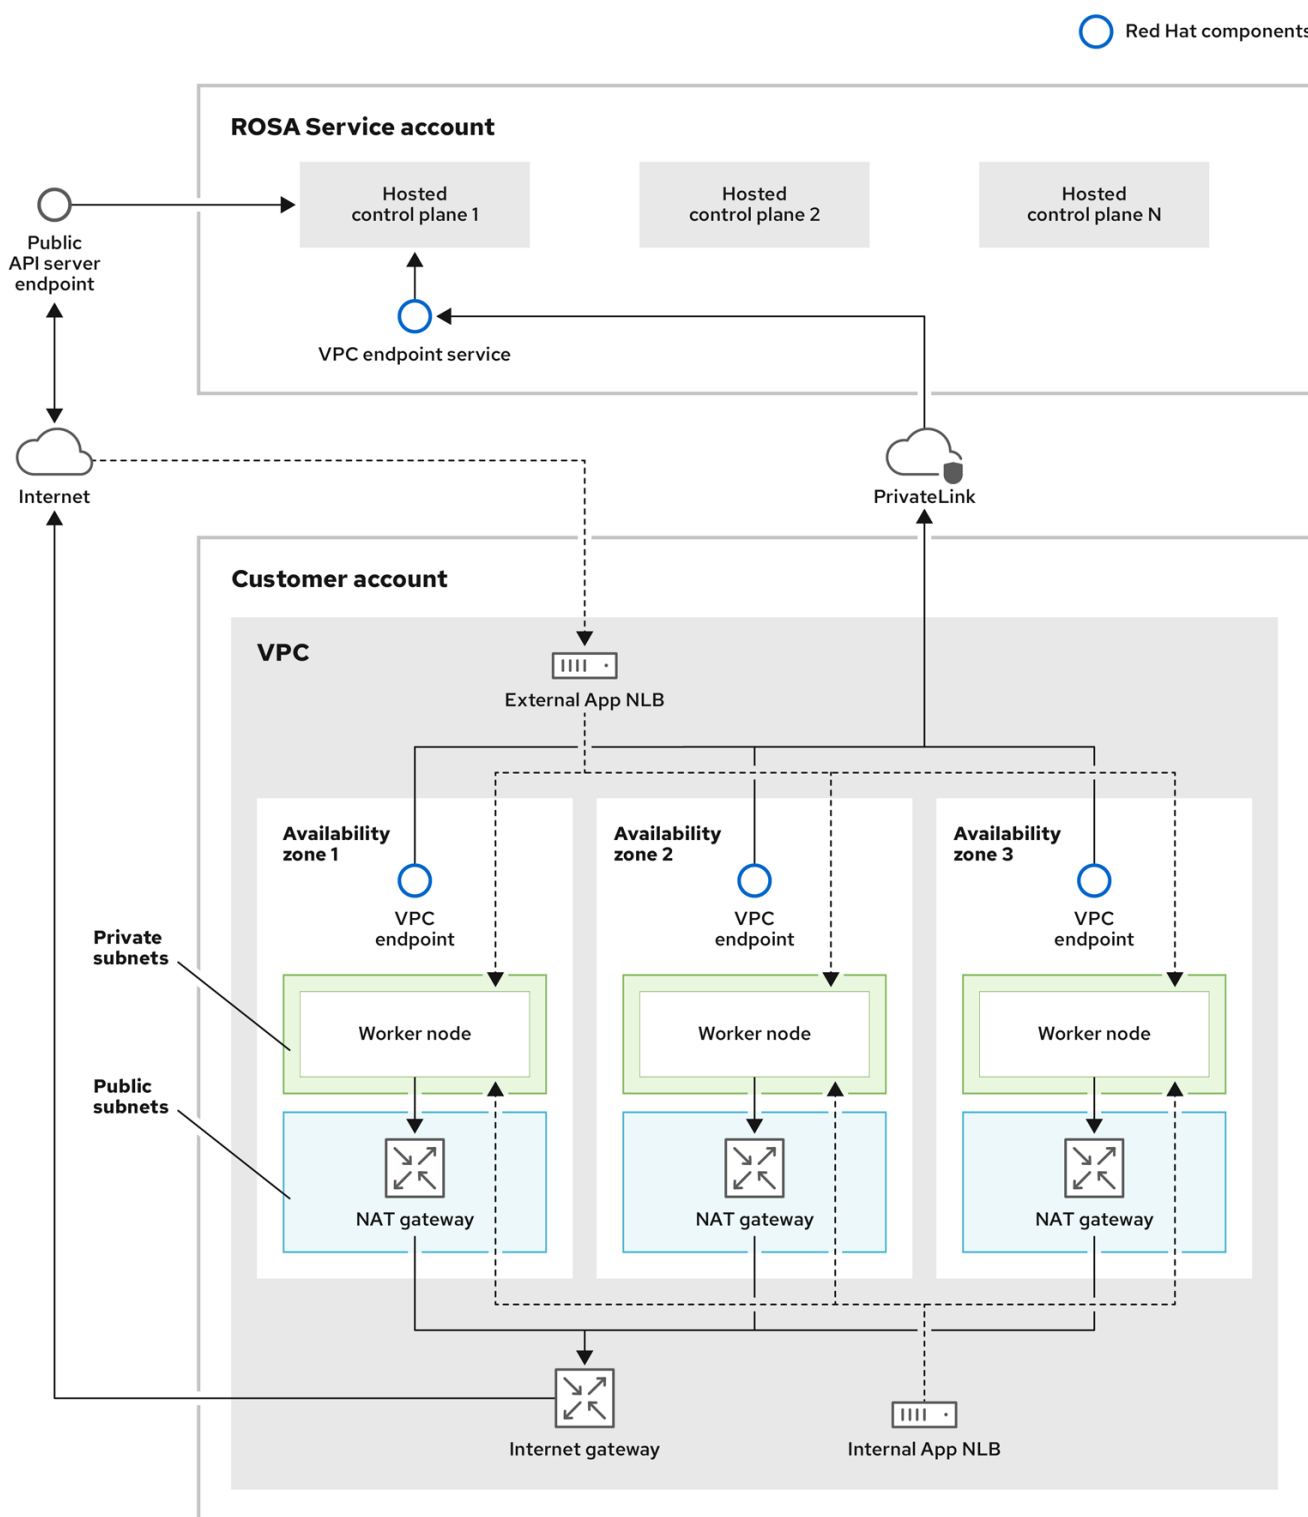 Red Hat components
ROSA Service account
Hosted
control plane 1
Hosted
control plane 2
Hosted
control plane N
Public
API server
endpoint
VPC endpoint service
Internet
PrivateLink
Customer account
VPC
External App NLB
Availability
zone 1
Availability
zone 2
Availability
zone 3
VPC
endpoint
VPC
endpoint
VPC
endpoint
Private
subnets
Worker node
Worker node
Worker node
Public
subnets
NAT gateway
NAT gateway
NAT gateway
Internet gateway
Internal App NLB